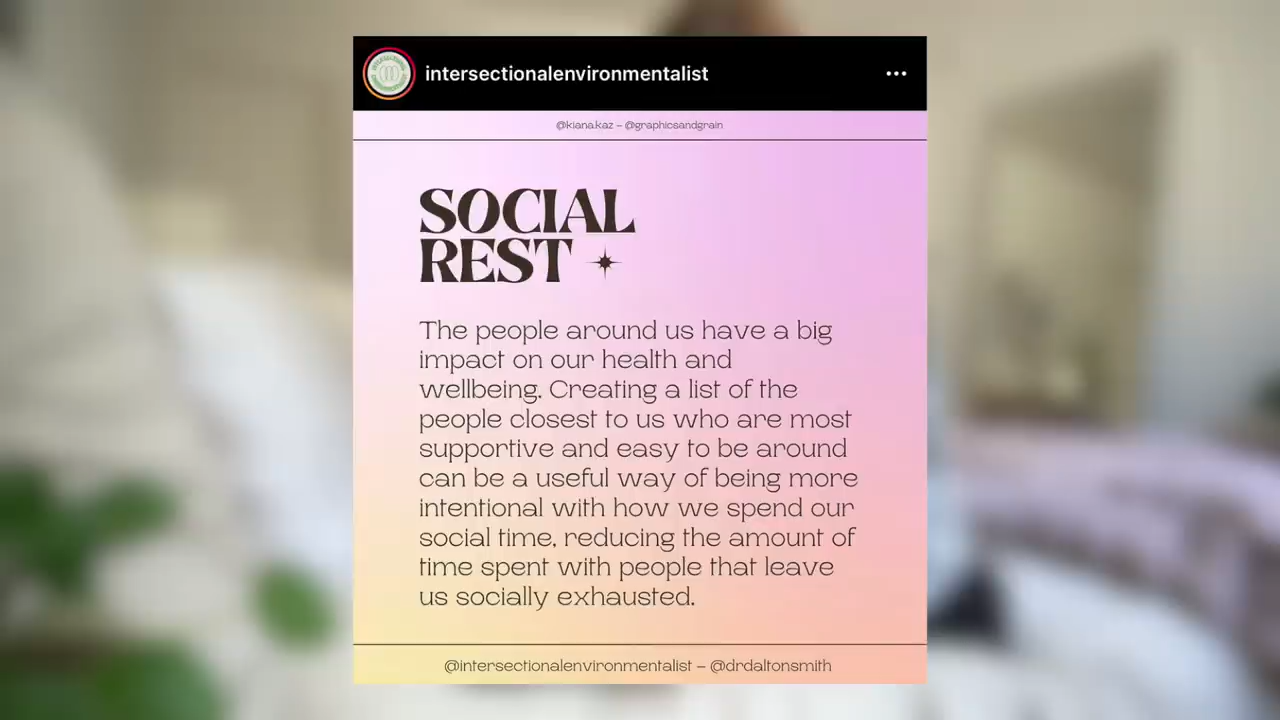 intersectionalenvironmentalist
@kiana.kaz – @graphicsandgrain
SOCIAL
REST
The people around us have a big
impact on our health and
wellbeing. Creating a list of the
people closest to us who are most
supportive and easy to be around
can be a useful way of being more
intentional with how we spend our
social time, reducing the amount of
time spent with people that leave
us socially exhausted.
@intersectionalenvironmentalist – @drdaltonsmith